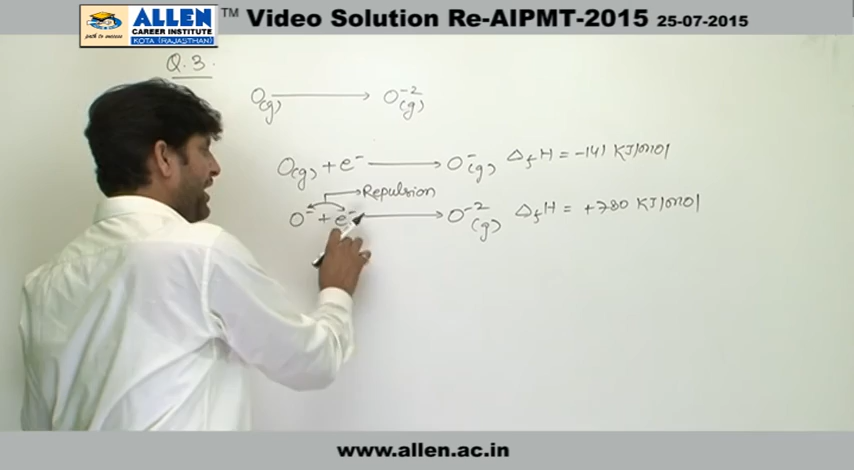 ALLEN
CAREER INSTITUTE
KOTA (RAJASTHAN)
path to success
™ Video Solution Re-AIPMT-2015 25-07-2015
Q.3
O(g) ⟶ O⁻²(g)
O(g) + e⁻ ⟶ O⁻(g) ΔfH = -141 KJ/mol
Repulsion
O⁻ + e⁻ ⟶ O⁻²(g) ΔfH = +780 KJ/mol
www.allen.ac.in